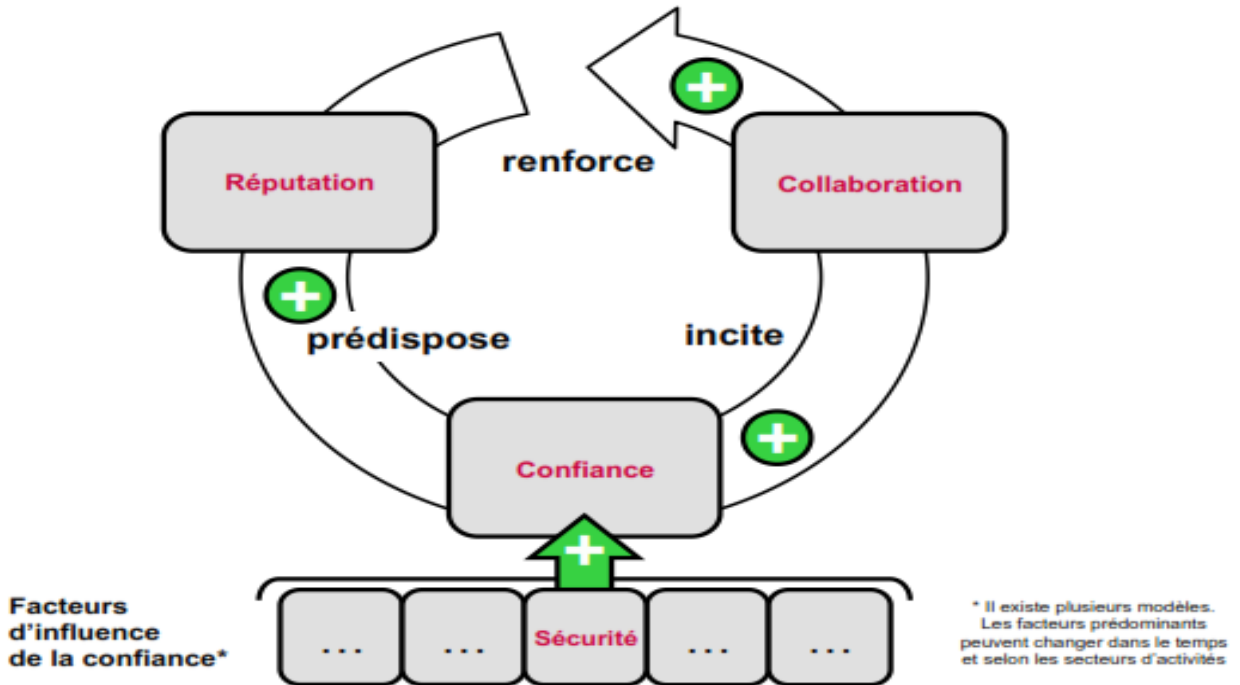 +
renforce
Réputation
Collaboration
+
prédispose
incite
+
Confiance
+
Facteurs
d'influence
de la confiance*
. . .
. . .
Sécurité
. . .
. . .
* Il existe plusieurs modèles.
Les facteurs prédominants
peuvent changer dans le temps
et selon les secteurs d'activités